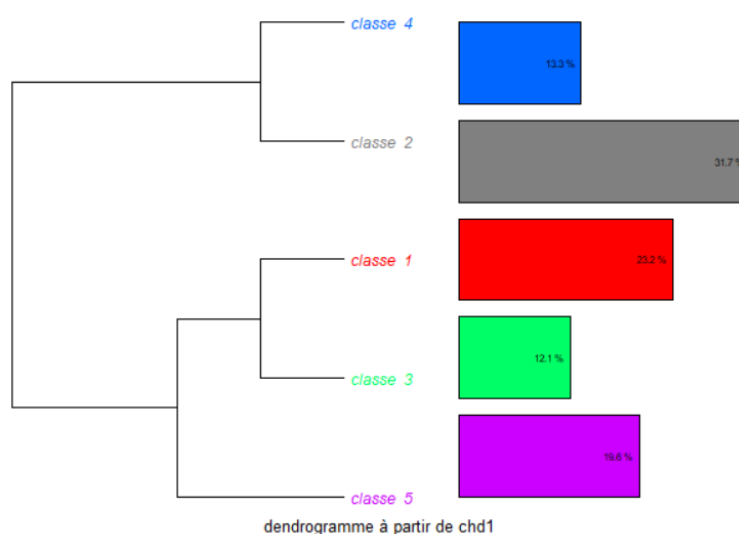 classe 4
13.3 %
classe 2
31.7 %
classe 1
23.2 %
classe 3
12.1 %
19.6 %
classe 5
dendrogramme à partir de chd1